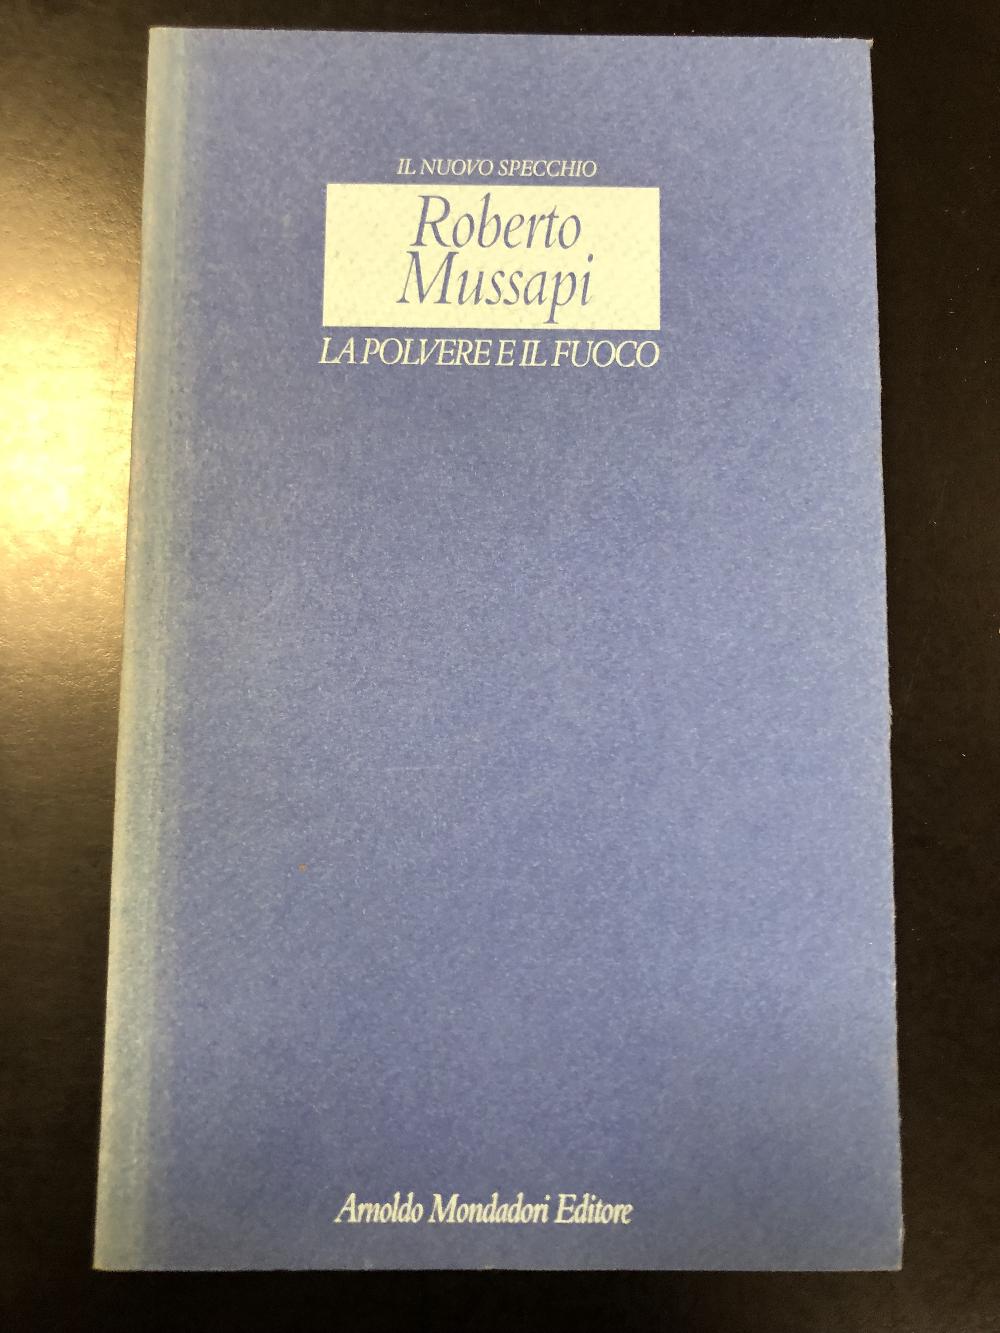 IL NUOVO SPECCHIO
Roberto
Mussapi
LA POLVERE E IL FUOCO
Arnoldo Mondadori Editore